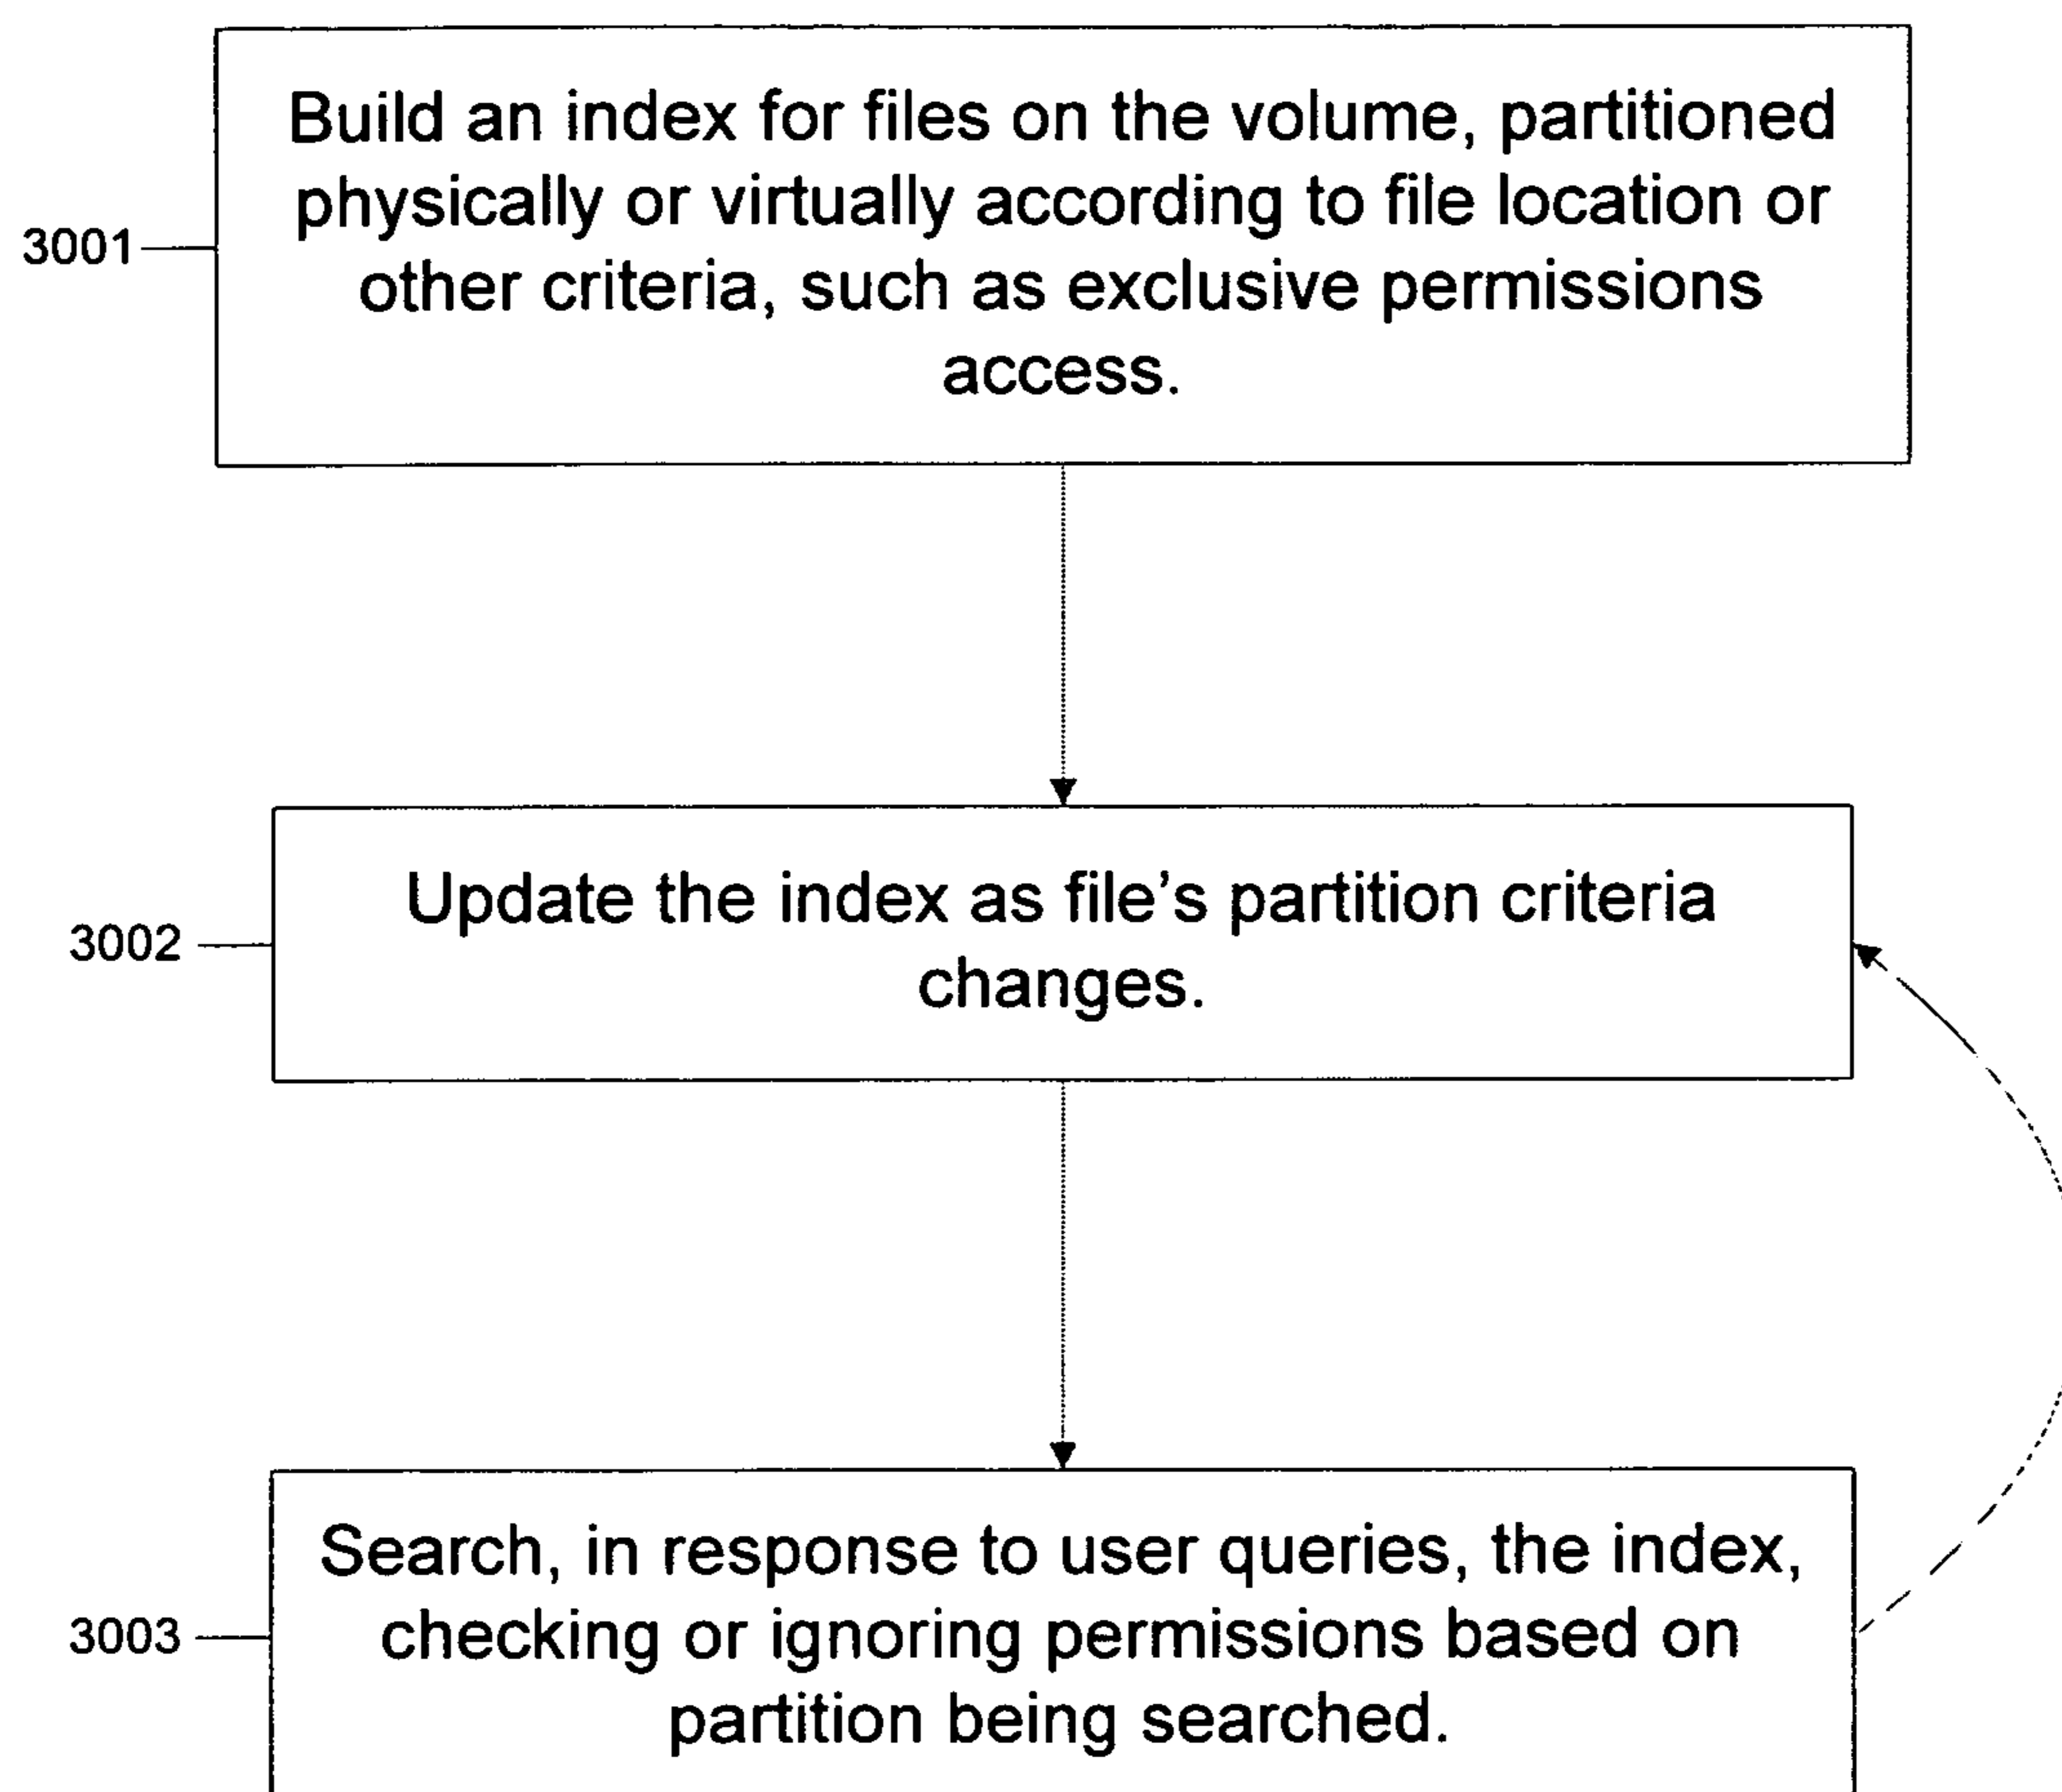 Build an index for files on the volume, partitioned
physically or virtually according to file location or
other criteria, such as exclusive permissions
access.
3001
Update the index as file's partition criteria
changes.
3002
Search, in response to user queries, the index,
checking or ignoring permissions based on
partition being searched.
3003